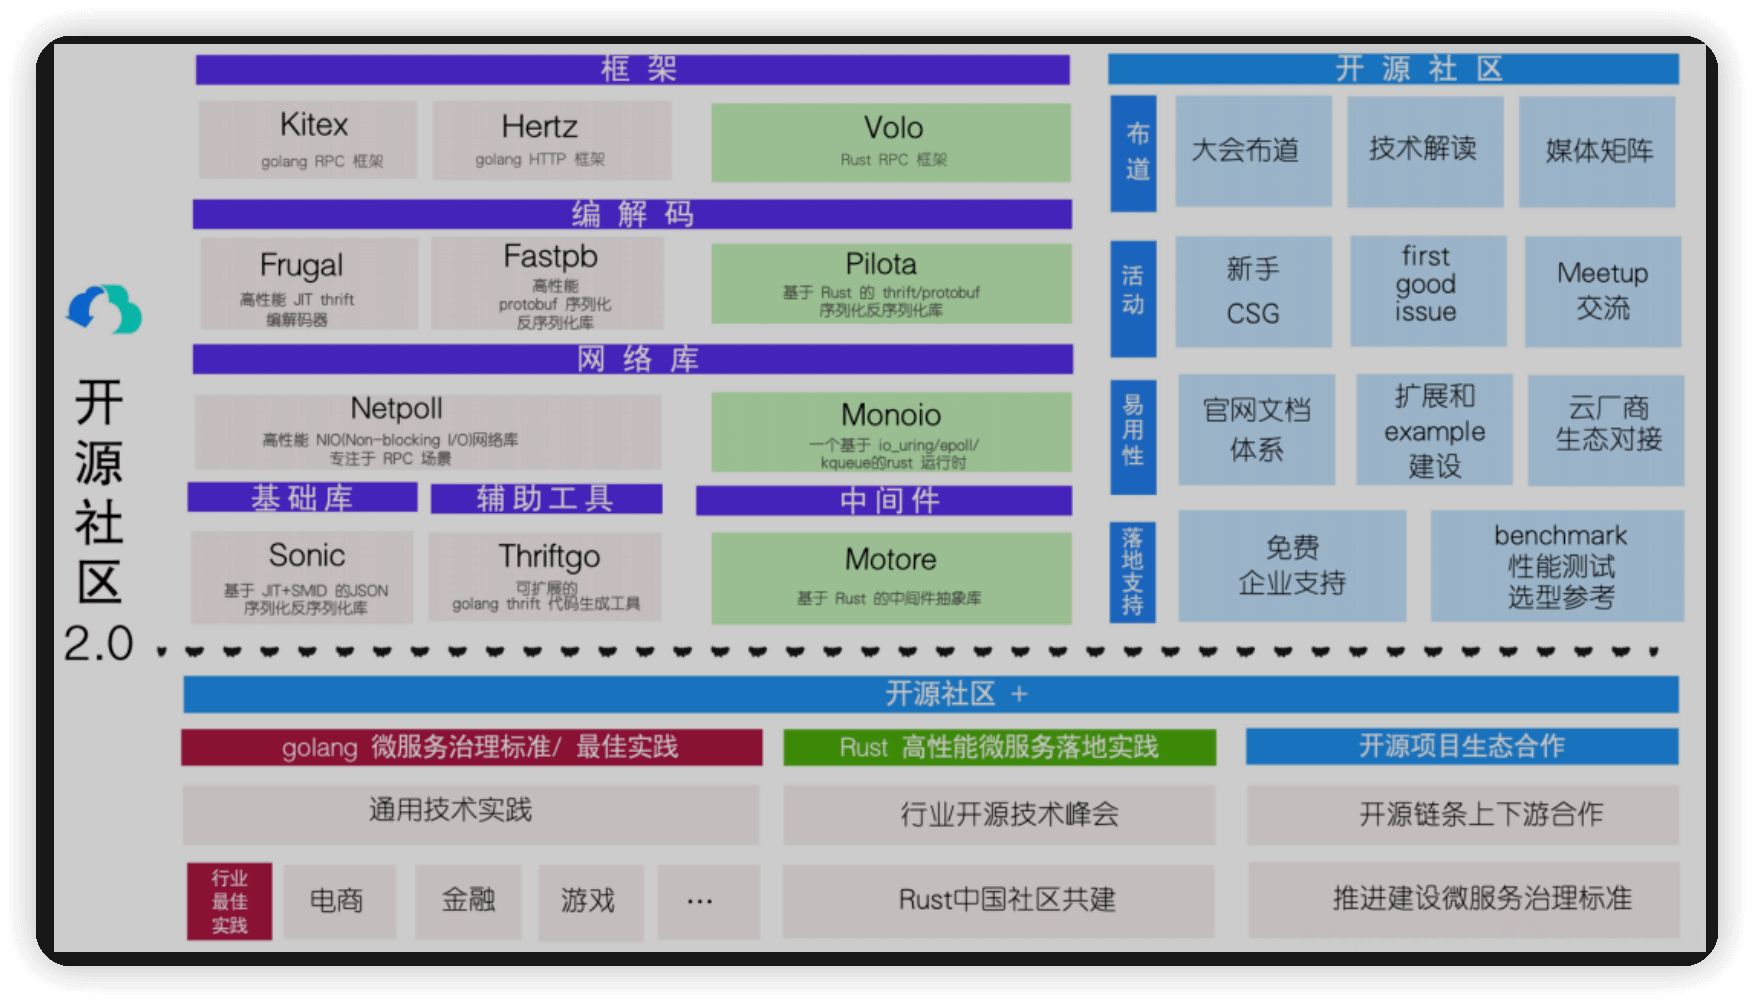 开源社区
2.0
框架
Kitex
golang RPC 框架
Hertz
golang HTTP 框架
Volo
Rust RPC 框架
编解码
Frugal
高性能 JIT thrift
编解码器
Fastpb
高性能
protobuf 序列化
反序列化库
Pilota
基于 Rust 的 thrift/protobuf
序列化反序列化库
网络库
Netpoll
高性能 NIO(Non-blocking I/O)网络库
专注于 RPC 场景
Monoio
一个基于 io_uring/epoll/
kqueue的rust 运行时
基础库
辅助工具
中间件
Sonic
基于 JIT+SMID 的JSON
序列化反序列化库
Thriftgo
可扩展的
golang thrift 代码生成工具
Motore
基于 Rust 的中间件抽象库
开源社区
布道
大会布道
技术解读
媒体矩阵
活动
新手
CSG
first
good
issue
Meetup
交流
易用性
官网文档
体系
扩展和
example
建设
云厂商
生态对接
落地支持
免费
企业支持
benchmark
性能测试
选型参考
开源社区 +
golang 微服务治理标准/ 最佳实践
Rust 高性能微服务落地实践
开源项目生态合作
通用技术实践
行业开源技术峰会
开源链条上下游合作
行业
最佳
实践
电商
金融
游戏
...
Rust中国社区共建
推进建设微服务治理标准